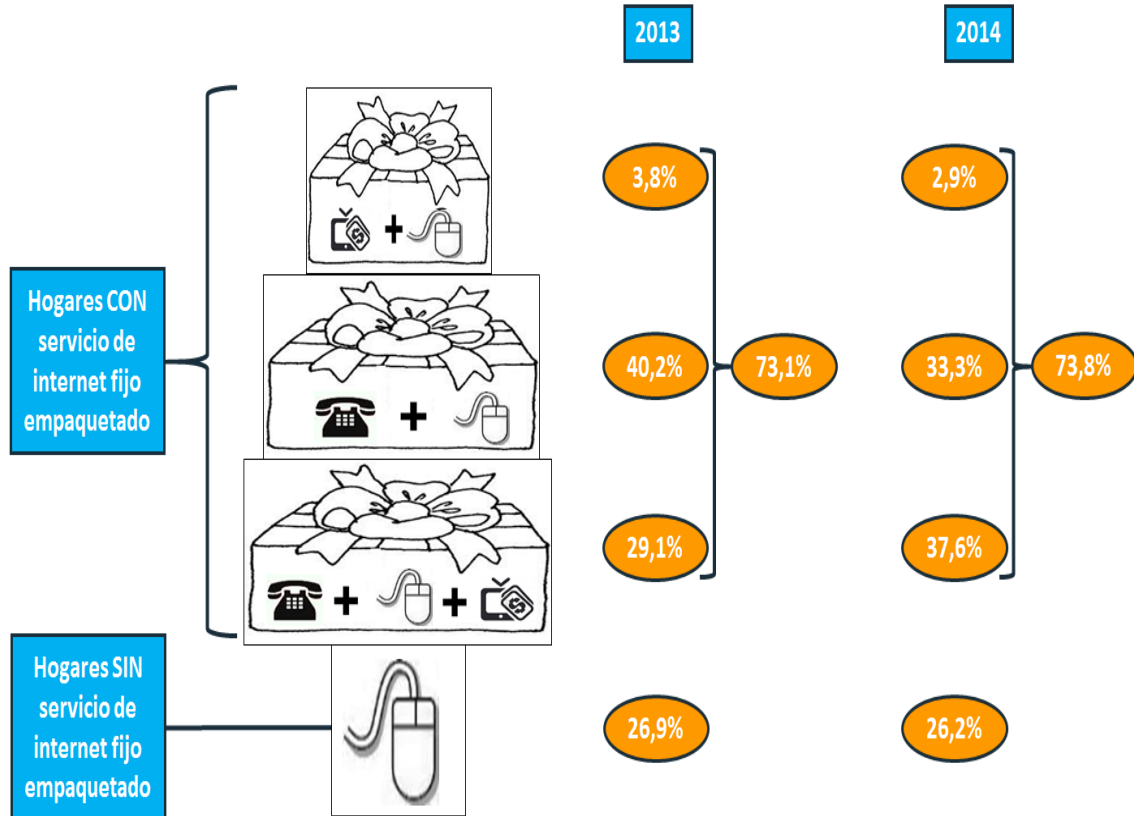 2013
2014
3,8%
2,9%
Hogares CON
servicio de
internet fijo
empaquetado
$
+
40,2%
73,1%
33,3%
73,8%
+
29,1%
37,6%
+
+
$
Hogares SIN
servicio de
internet fijo
empaquetado
26,9%
26,2%